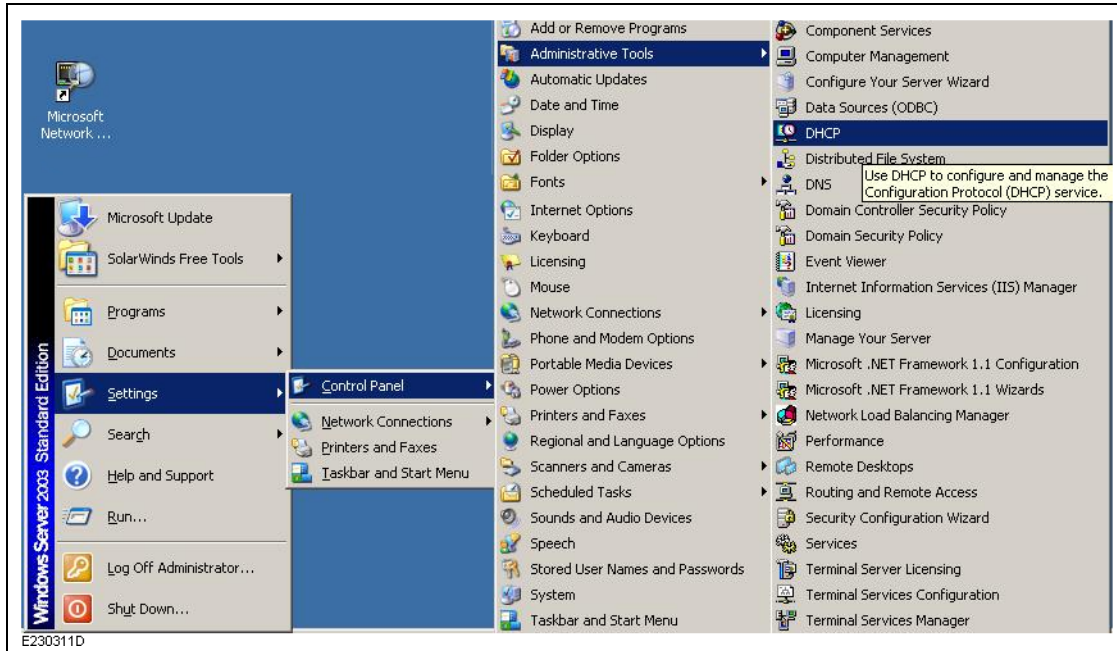 Microsoft
Network ...
Windows Server 2003 Standard Edition
Microsoft Update
SolarWinds Free Tools
Programs
Documents
Settings
Search
Help and Support
Run...
Log Off Administrator...
Shut Down...
Control Panel
Network Connections
Printers and Faxes
Taskbar and Start Menu
Add or Remove Programs
Administrative Tools
Automatic Updates
Date and Time
Display
Folder Options
Fonts
Internet Options
Keyboard
Licensing
Mouse
Network Connections
Phone and Modem Options
Portable Media Devices
Power Options
Printers and Faxes
Regional and Language Options
Scanners and Cameras
Scheduled Tasks
Sounds and Audio Devices
Speech
Stored User Names and Passwords
System
Taskbar and Start Menu
Component Services
Computer Management
Configure Your Server Wizard
Data Sources (ODBC)
DHCP
Distributed File System
Use DHCP to configure and manage the
Configuration Protocol (DHCP) service.
DNS
Domain Controller Security Policy
Domain Security Policy
Event Viewer
Internet Information Services (IIS) Manager
Licensing
Manage Your Server
Microsoft .NET Framework 1.1 Configuration
Microsoft .NET Framework 1.1 Wizards
Network Load Balancing Manager
Performance
Remote Desktops
Routing and Remote Access
Security Configuration Wizard
Services
Terminal Server Licensing
Terminal Services Configuration
Terminal Services Manager
E230311D